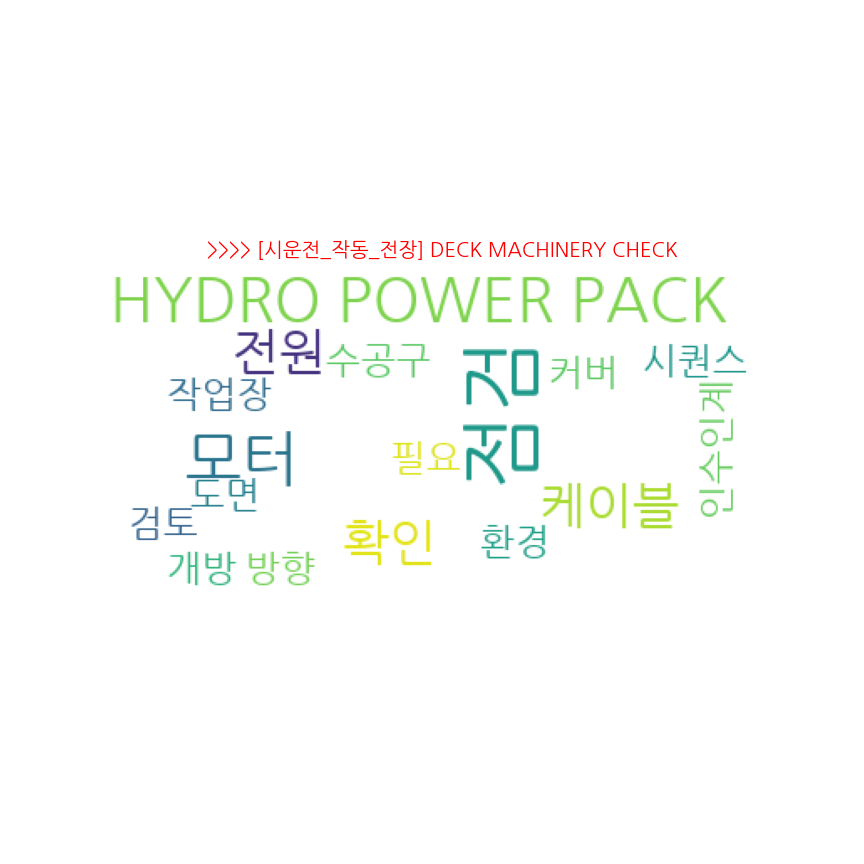 >>>> [시운전_작동_전장] DECK MACHINERY CHECK
HYDRO POWER PACK
전원
수공구
점검
커버
시퀀스
작업장
인수인계
모터
필요
도면
케이블
검토
확인
환경
개방
방향